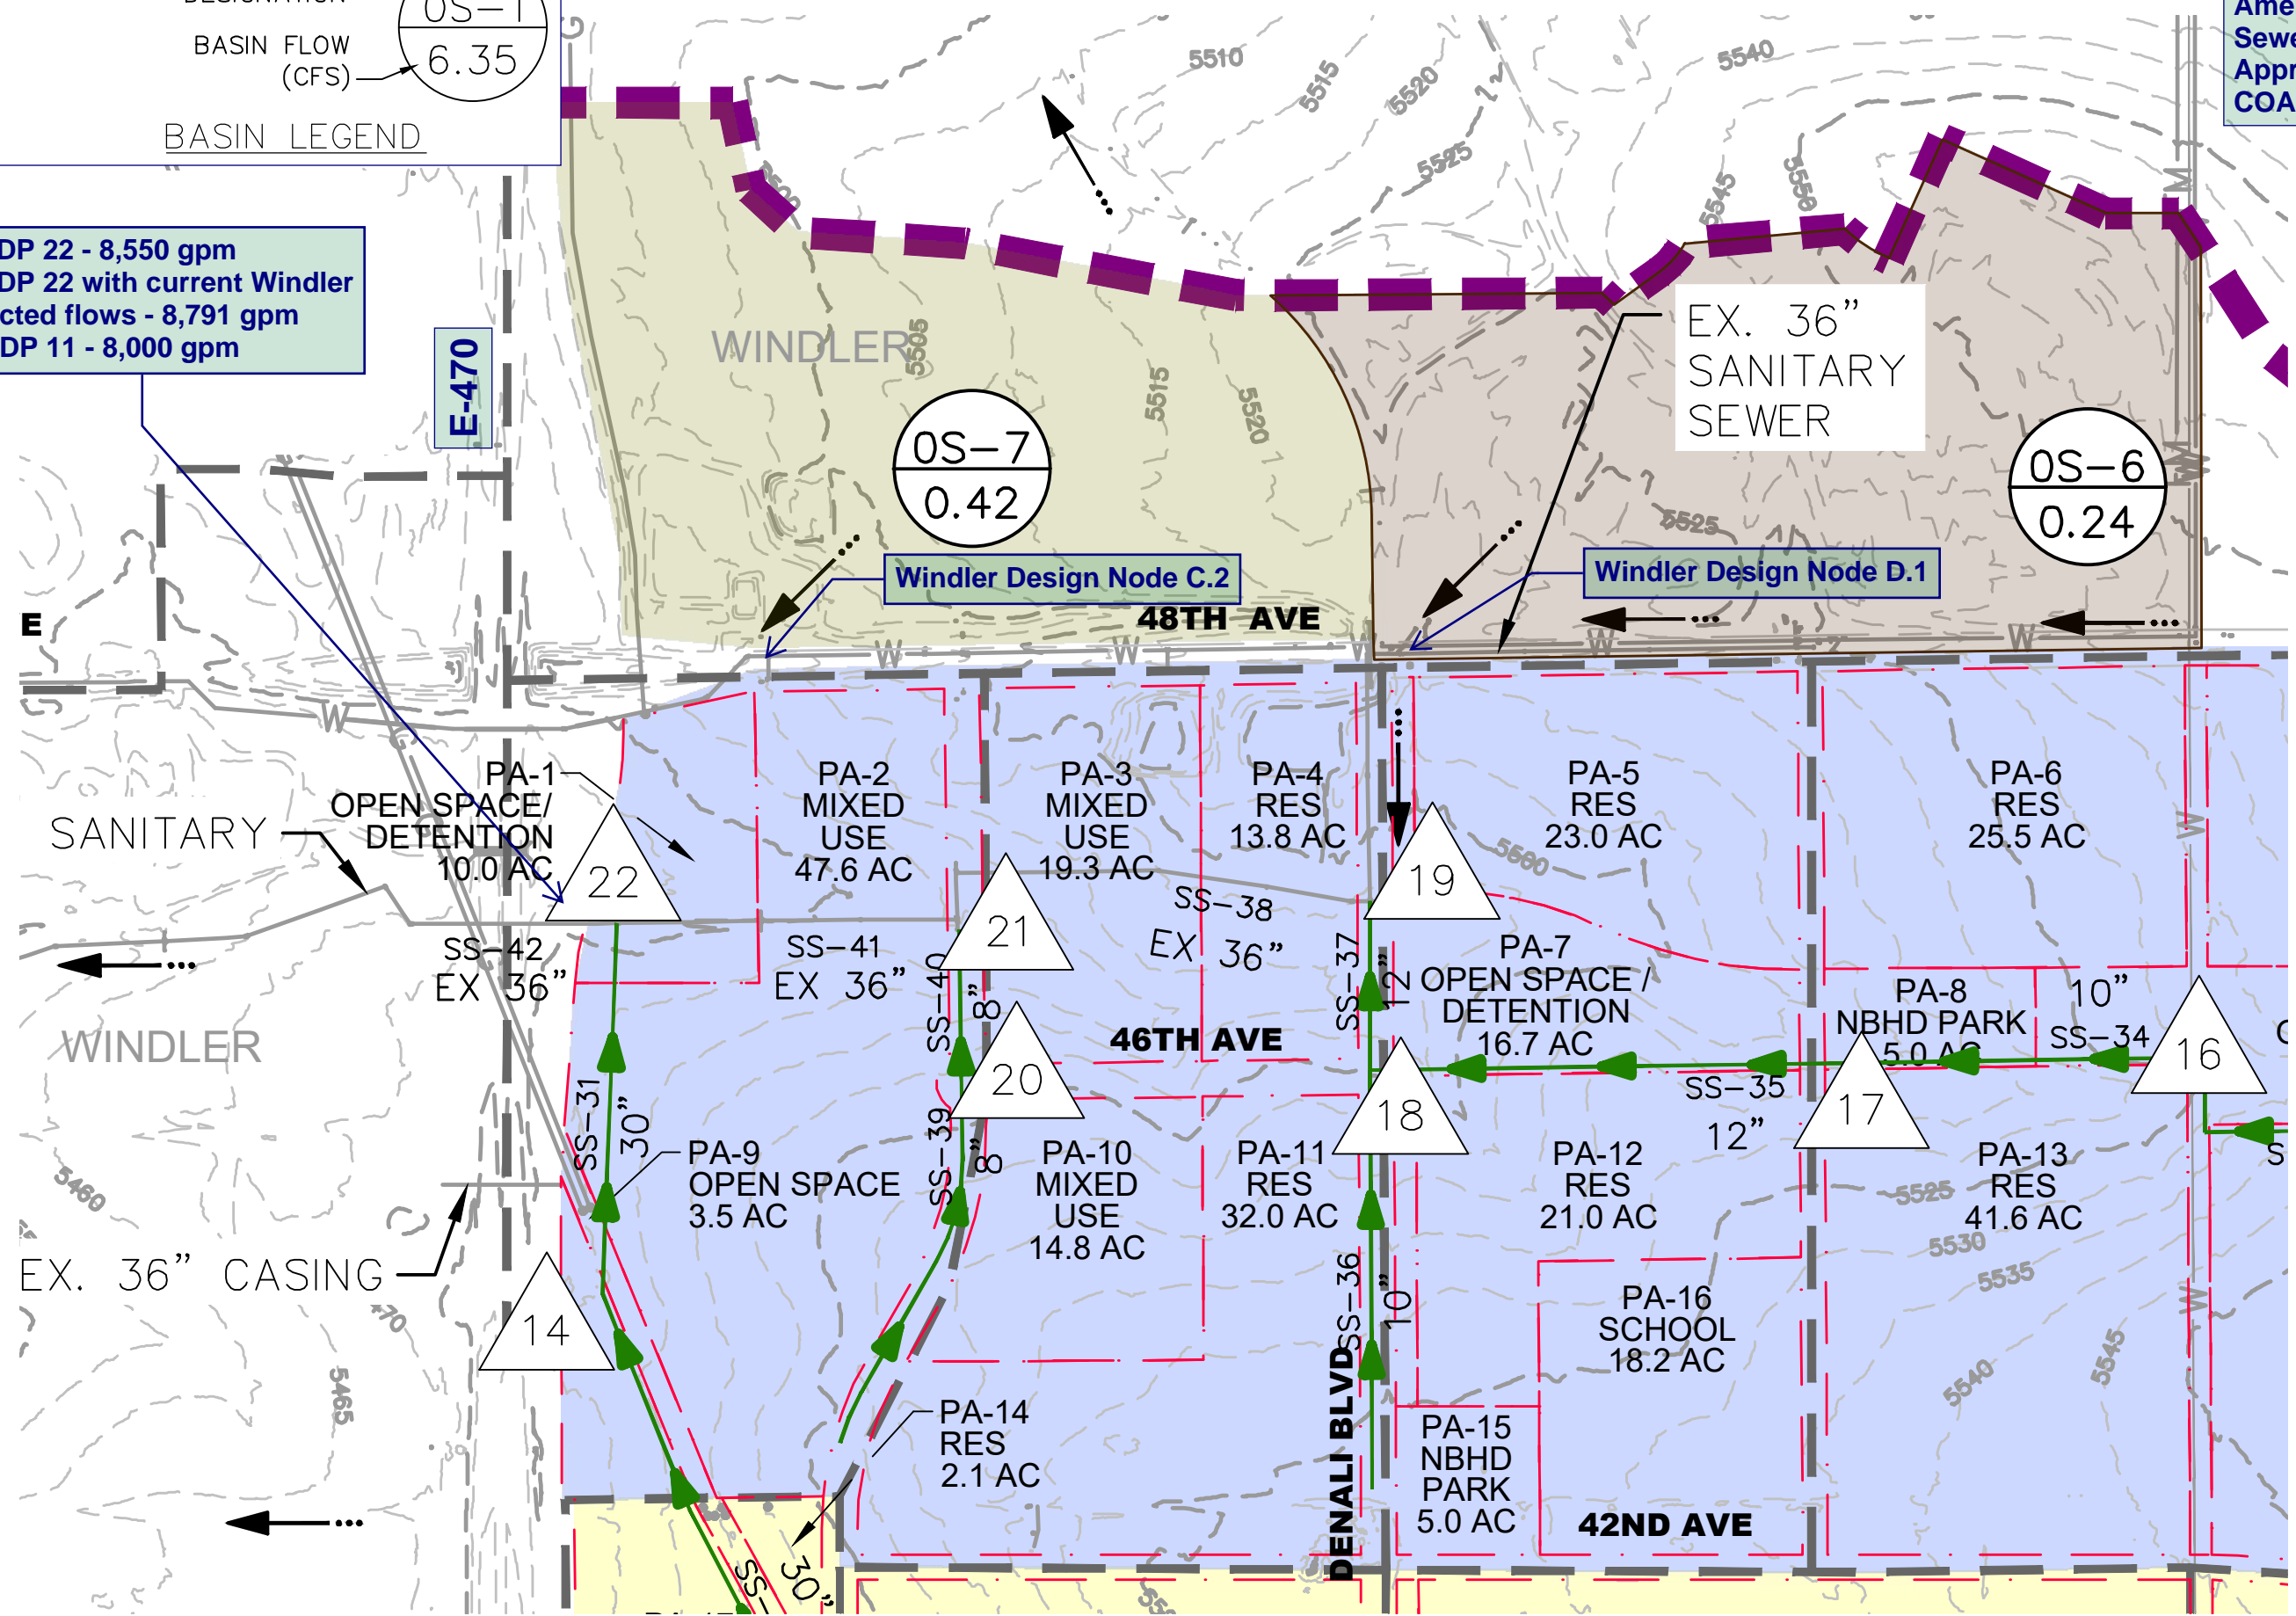 0S-1
BASIN FLOW
(CFS)
6.35
BASIN LEGEND
Sewe
COA
DP 22 - 8,550 gpm
DP 22 with current Windler
cted flows - 8,791 gpm
DP 11 - 8,000 gpm
E-470
5510
5515
5520
5525
5540
5545
5550
WINDLER
5505
5515
5520
EX. 36"
SANITARY
SEWER
0S-7
0.42
0S-6
0.24
5525
Windler Design Node C.2
Windler Design Node D.1
E
48TH AVE
W
W
W
W
W
W
PA-1
OPEN SPACE/
DETENTION
10.0 AC
PA-2
MIXED
USE
47.6 AC
PA-3
MIXED
USE
19.3 AC
PA-4
RES
13.8 AC
PA-5
RES
23.0 AC
PA-6
RES
25.5 AC
SANITARY
22
21
19
5500
SS-38
EX 36"
SS-42
EX 36"
SS-41
EX 36"
SS-40
8"
SS-37
12"
PA-7
OPEN SPACE /
DETENTION
16.7 AC
PA-8
NBHD PARK
5.0 AC
10"
SS-34
16
WINDLER
46TH AVE
20
18
17
SS-35
12"
SS-31
30"
SS-39
8"
PA-9
OPEN SPACE
3.5 AC
PA-10
MIXED
USE
14.8 AC
PA-11
RES
32.0 AC
PA-12
RES
21.0 AC
PA-13
RES
41.6 AC
S
5460
5525
5530
5535
EX. 36" CASING
14
SS-36
10"
PA-16
SCHOOL
18.2 AC
5465
5540
5545
PA-14
RES
2.1 AC
PA-15
NBHD
PARK
5.0 AC
DENALI BLVD
42ND AVE
SS-
30"